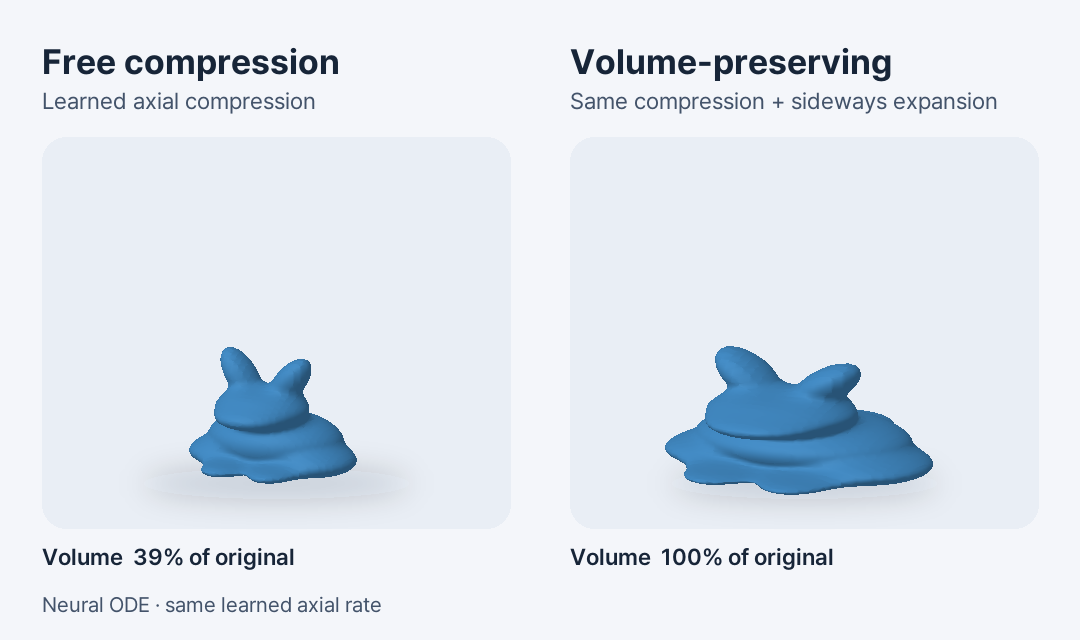 Free compression
Learned axial compression
Volume 39% of original
Neural ODE · same learned axial rate
Volume-preserving
Same compression + sideways expansion
Volume 100% of original